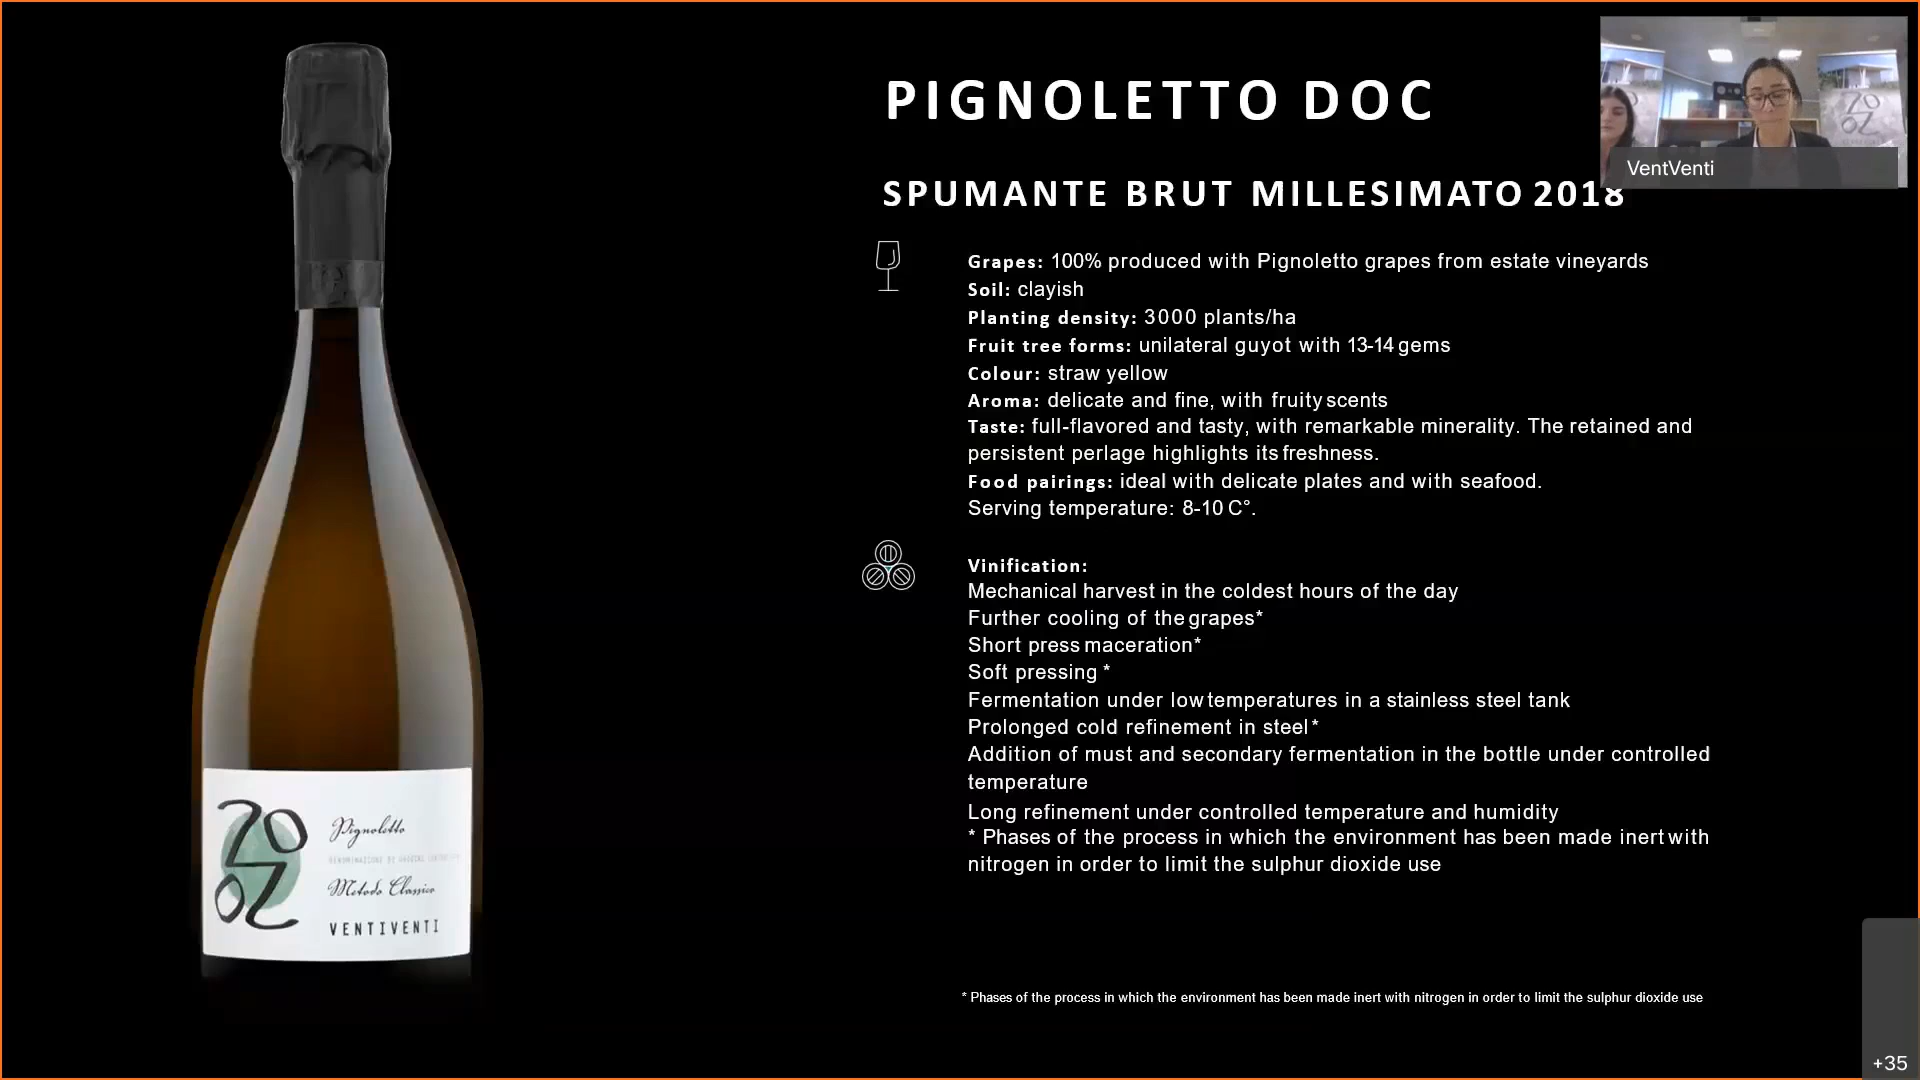 PIGNOLETTO DOC
VentVenti
SPUMANTE BRUT MILLESIMATO 2018
Grapes: 100% produced with Pignoletto grapes from estate vineyards
Soil: clayish
Planting density: 3000 plants/ha
Fruit tree forms: unilateral guyot with 13-14 gems
Colour: straw yellow
Aroma: delicate and fine, with fruity scents
Taste: full-flavored and tasty, with remarkable minerality. The retained and
persistent perlage highlights its freshness.
Food pairings: ideal with delicate plates and with seafood.
Serving temperature: 8-10 C°.
Vinification:
Mechanical harvest in the coldest hours of the day
Further cooling of the grapes*
Short press maceration*
Soft pressing *
Fermentation under low temperatures in a stainless steel tank
Prolonged cold refinement in steel*
Addition of must and secondary fermentation in the bottle under controlled
temperature
Long refinement under controlled temperature and humidity
* Phases of the process in which the environment has been made inert with
nitrogen in order to limit the sulphur dioxide use
20
02
Pignoletto
Metodo Classico
VENTIVENTI
* Phases of the process in which the environment has been made inert with nitrogen in order to limit the sulphur dioxide use
+35